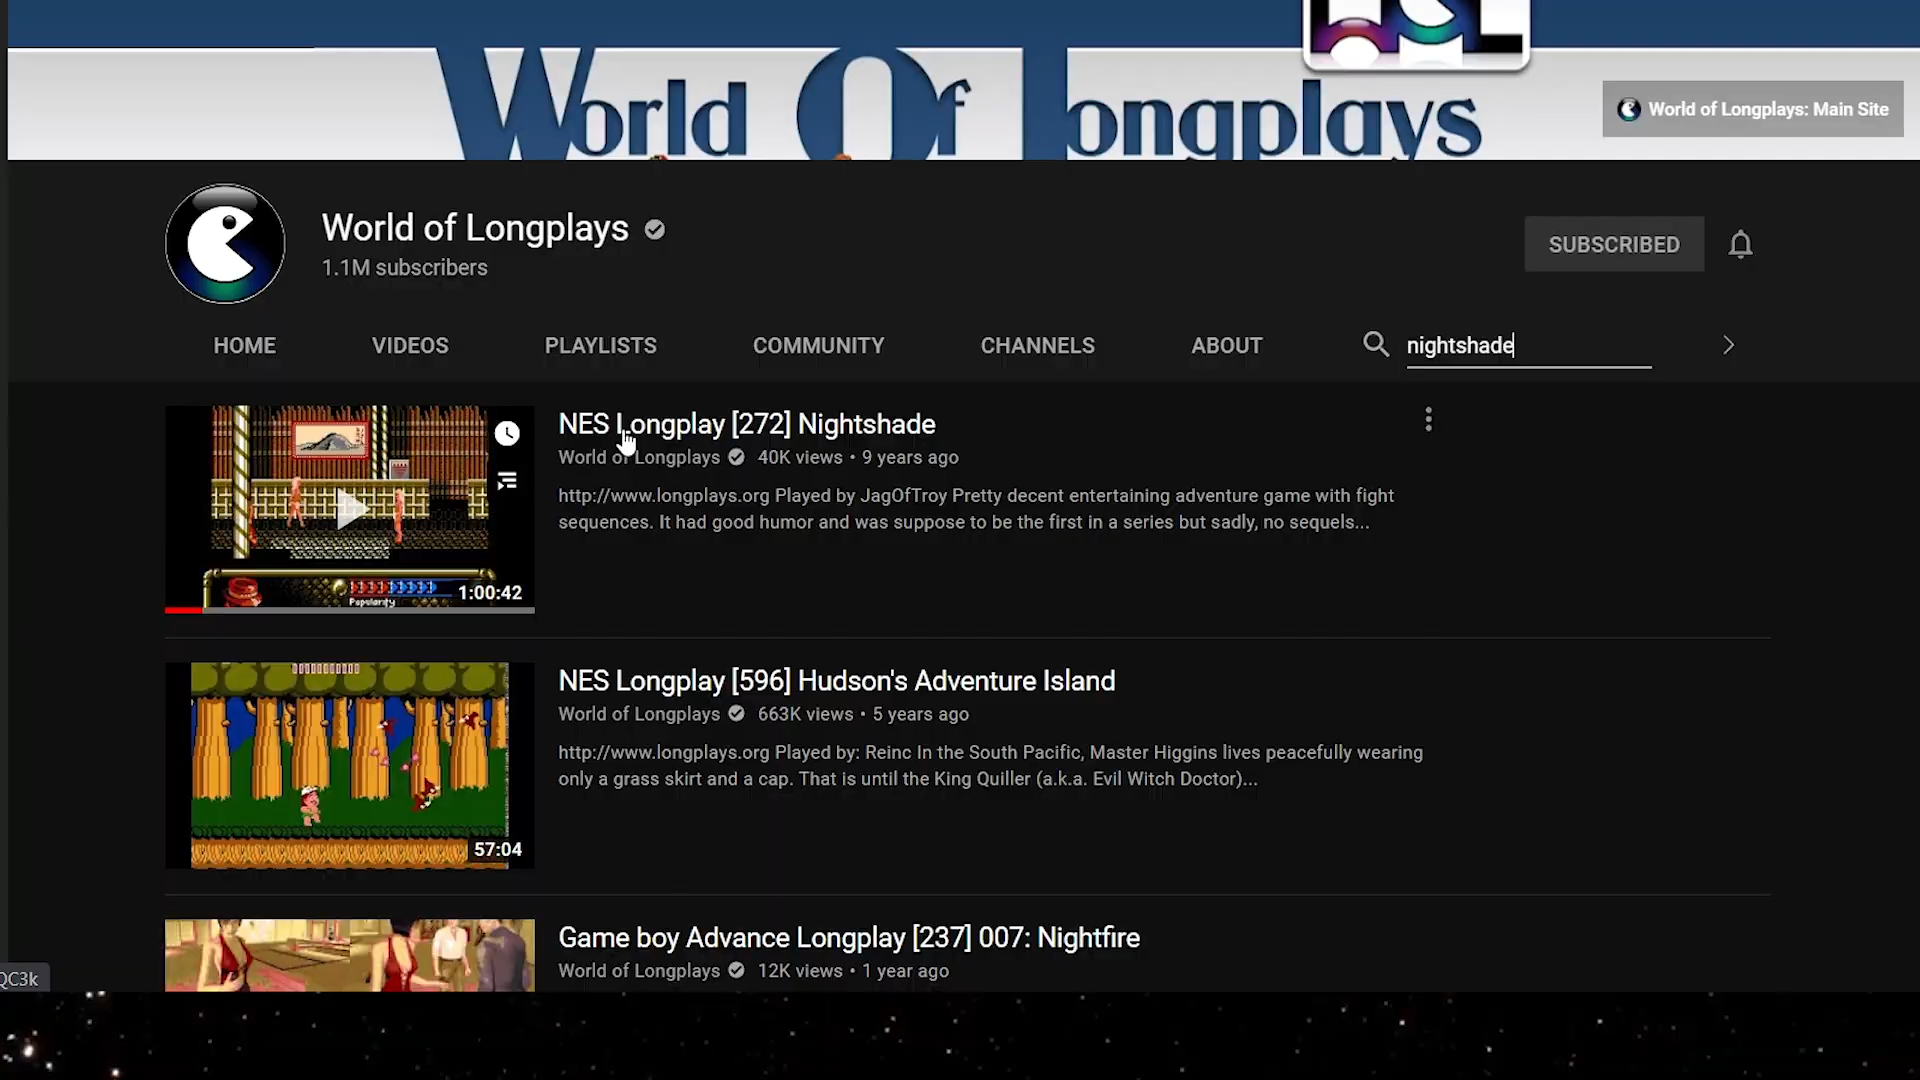 World Of Longplays
World of Longplays: Main Site
World of Longplays
1.1M subscribers
SUBSCRIBED
HOME VIDEOS PLAYLISTS COMMUNITY CHANNELS ABOUT nightshade
NES Longplay [272] Nightshade
World of Longplays 40K views • 9 years ago
http://www.longplays.org Played by JagOfTroy Pretty decent entertaining adventure game with fight
sequences. It had good humor and was suppose to be the first in a series but sadly, no sequels...
Popularity
1:00:42
NES Longplay [596] Hudson's Adventure Island
World of Longplays 663K views • 5 years ago
http://www.longplays.org Played by: Reinc In the South Pacific, Master Higgins lives peacefully wearing
only a grass skirt and a cap. That is until the King Quiller (a.k.a. Evil Witch Doctor)...
57:04
Game boy Advance Longplay [237] 007: Nightfire
World of Longplays 12K views • 1 year ago
QC3k